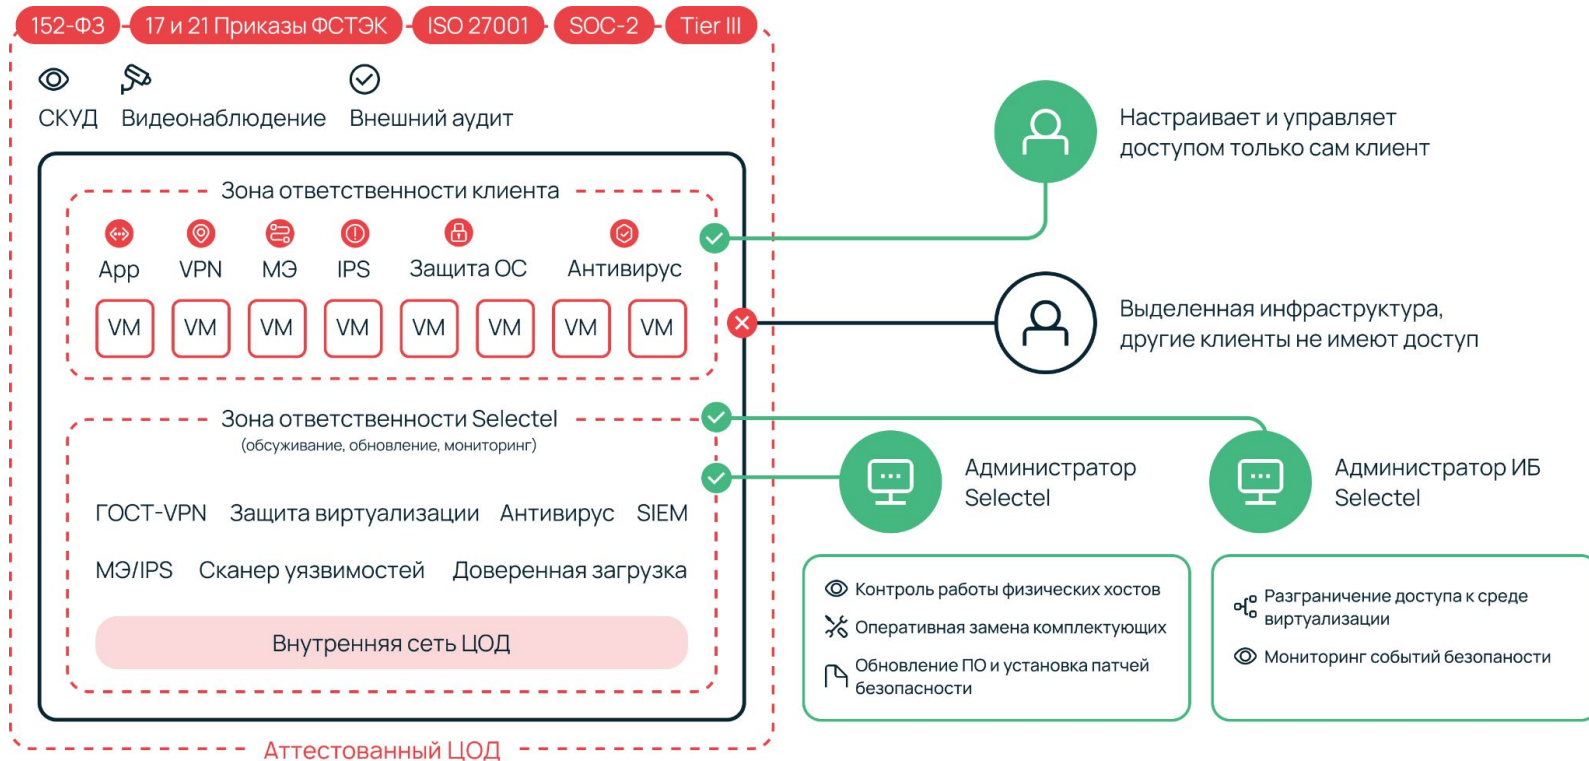 152-ФЗ
17 и 21 Приказы ФСТЭК
ISO 27001
SOC-2
Tier III
СКУД
Видеонаблюдение
Внешний аудит
Зона ответственности клиента
App
VPN
МЭ
IPS
Защита ОС
Антивирус
VM
VM
VM
VM
VM
VM
VM
VM
Зона ответственности Selectel
(обсуживание, обновление, мониторинг)
ГОСТ-VPN
Защита виртуализации
Антивирус
SIEM
МЭ/IPS
Сканер уязвимостей
Доверенная загрузка
Внутренняя сеть ЦОД
Аттестованный ЦОД
Настраивает и управляет
доступом только сам клиент
Выделенная инфраструктура,
другие клиенты не имеют доступ
Администратор
Selectel
Администратор ИБ
Selectel
Контроль работы физических хостов
Оперативная замена комплектующих
Обновление ПО и установка патчей
безопасности
Разграничение доступа к среде
виртуализации
Мониторинг событий безопаности